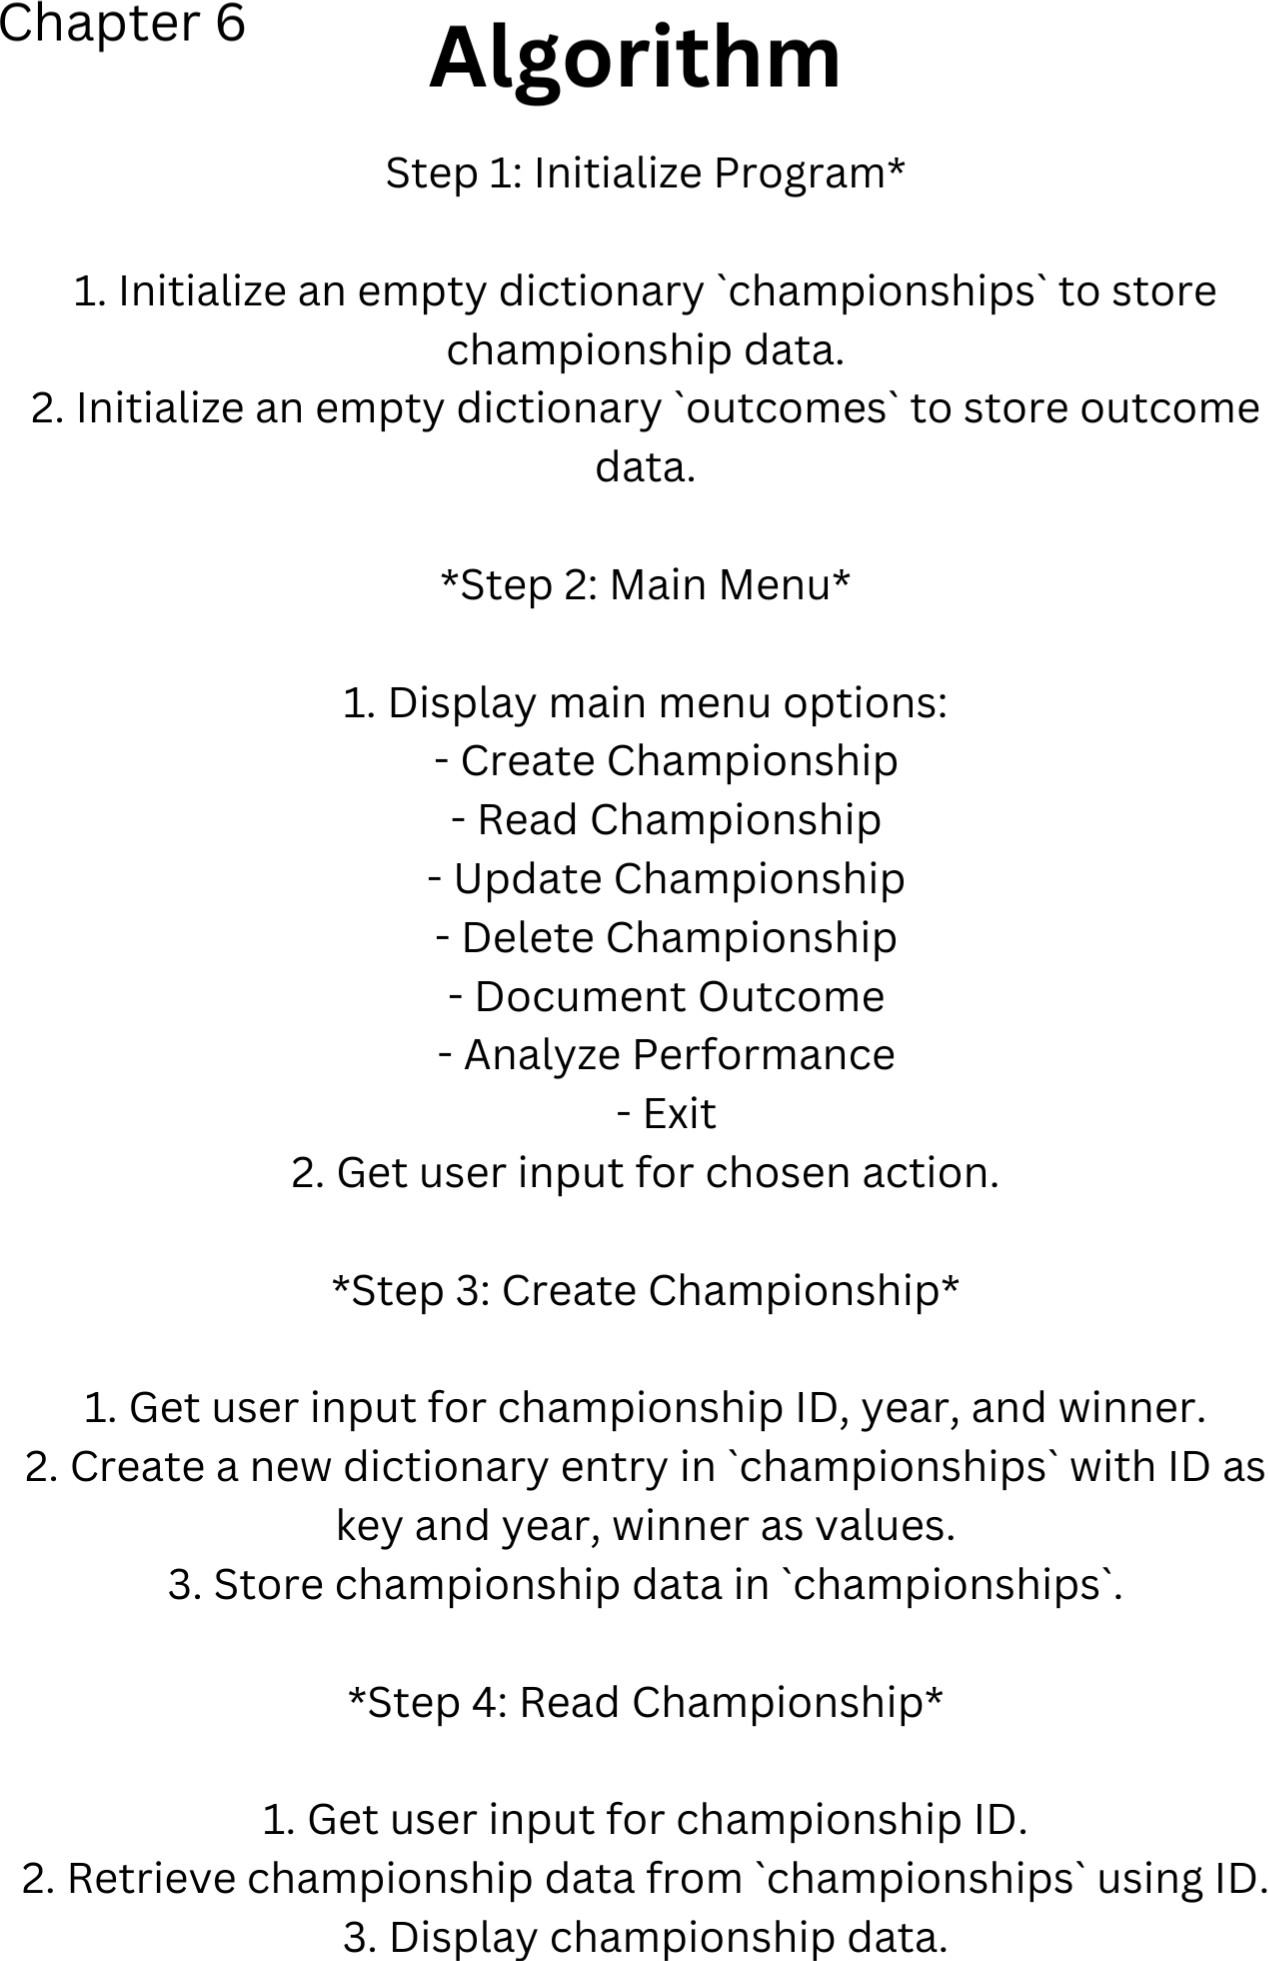 Chapter 6
Algorithm
Step 1: Initialize Program*
1. Initialize an empty dictionary `championships` to store
championship data.
2. Initialize an empty dictionary `outcomes` to store outcome
data.
*Step 2: Main Menu*
1. Display main menu options:
- Create Championship
- Read Championship
- Update Championship
- Delete Championship
- Document Outcome
- Analyze Performance
- Exit
2. Get user input for chosen action.
*Step 3: Create Championship*
1. Get user input for championship ID, year, and winner.
2. Create a new dictionary entry in `championships` with ID as
key and year, winner as values.
3. Store championship data in `championships`.
*Step 4: Read Championship*
1. Get user input for championship ID.
2. Retrieve championship data from `championships` using ID.
3. Display championship data.